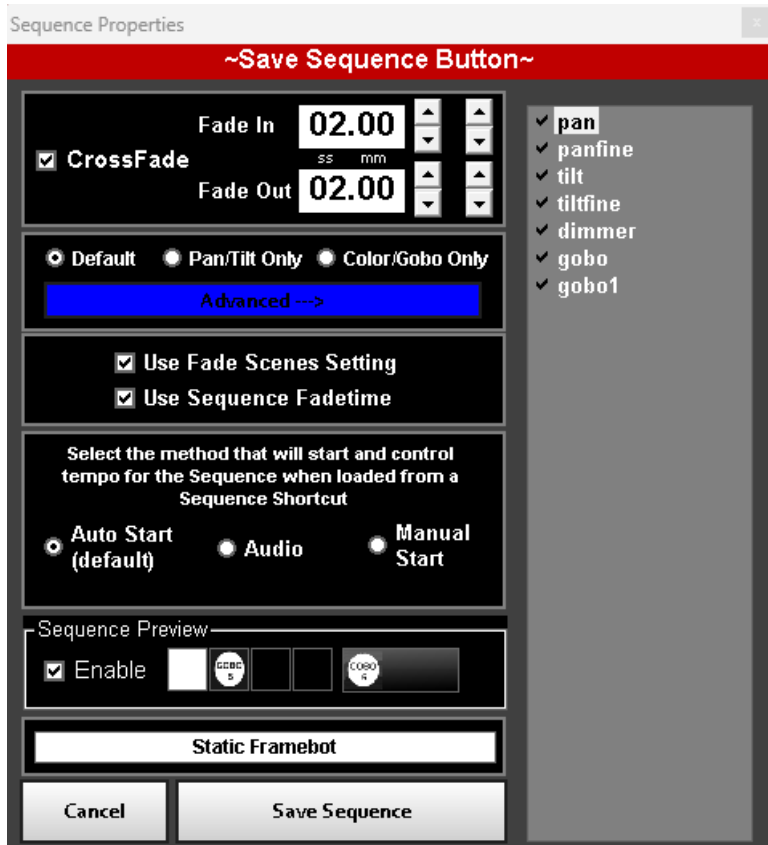 Sequence Properties
x
~Save Sequence Button~
CrossFade
Fade In
02.00
ss mm
Fade Out
02.00
Default
Pan/Tilt Only
Color/Gobo Only
Advanced --->
Use Fade Scenes Setting
Use Sequence Fadetime
Select the method that will start and control
tempo for the Sequence when loaded from a
Sequence Shortcut
Auto Start
(default)
Audio
Manual
Start
Sequence Preview
Enable
5
6
Static Framebot
Cancel
Save Sequence
pan
panfine
tilt
tiltfine
dimmer
gobo
gobo1